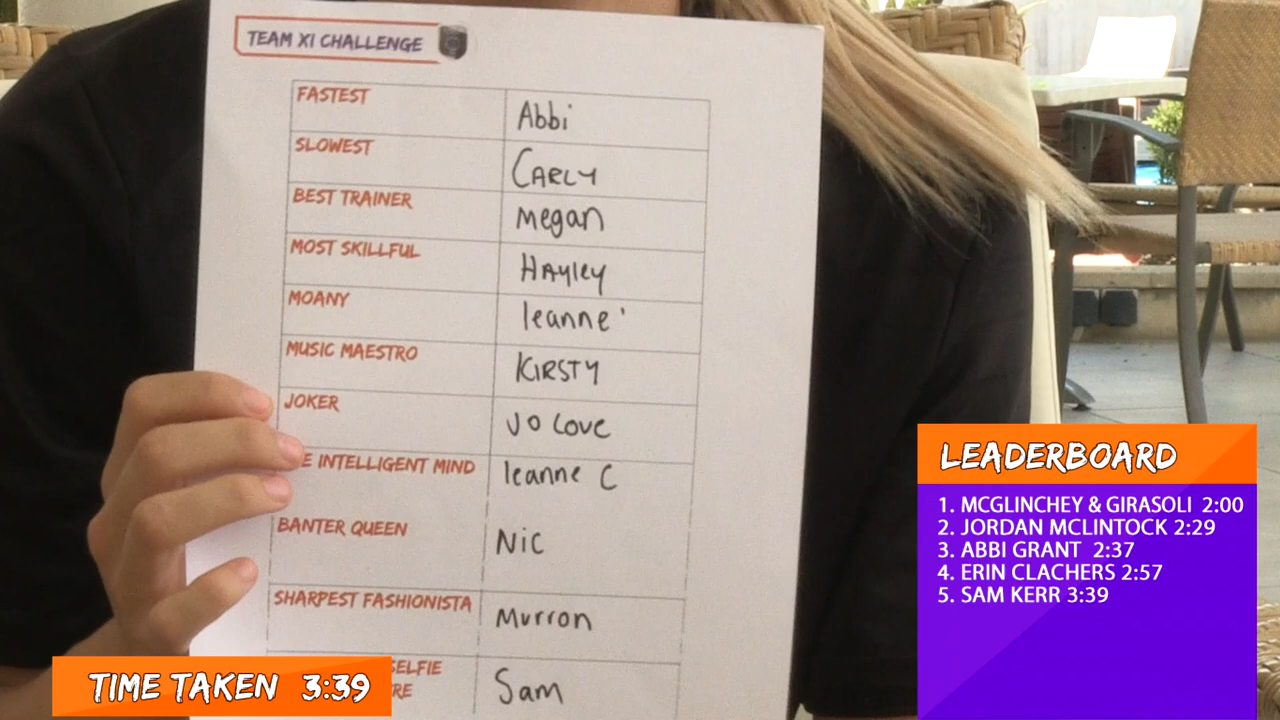 TEAM XI CHALLENGE
FASTEST Abbi
SLOWEST CARLY
BEST TRAINER Megan
MOST SKILLFUL HAYLEY
MOANY leanne
MUSIC MAESTRO KIRSTY
JOKER JO LOVE
E INTELLIGENT MIND leanne C
BANTER QUEEN NIC
SHARPEST FASHIONISTA Murron
SELFIE
RE Sam
TIME TAKEN 3:39
LEADERBOARD
1. MCGLINCHEY & GIRASOLI 2:00
2. JORDAN MCLINTOCK 2:29
3. ABBI GRANT 2:37
4. ERIN CLACHERS 2:57
5. SAM KERR 3:39